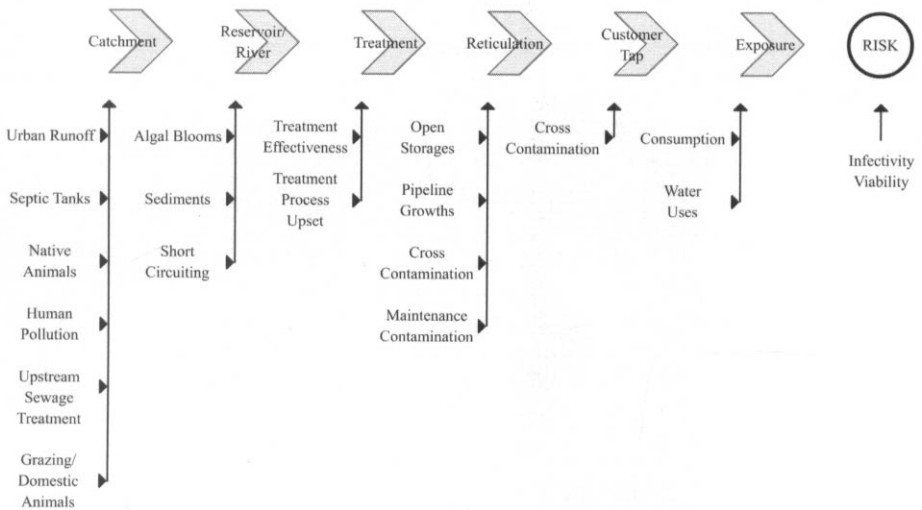 Catchment
Reservoir/
River
Treatment
Reticulation
Customer
Tap
Exposure
RISK
Urban Runoff
Septic Tanks
Native
Animals
Human
Pollution
Upstream
Sewage
Treatment
Grazing/
Domestic
Animals
Algal Blooms
Sediments
Short
Circuiting
Treatment
Effectiveness
Treatment
Process
Upset
Open
Storages
Pipeline
Growths
Cross
Contamination
Maintenance
Contamination
Cross
Contamination
Consumption
Water
Uses
Infectivity
Viability